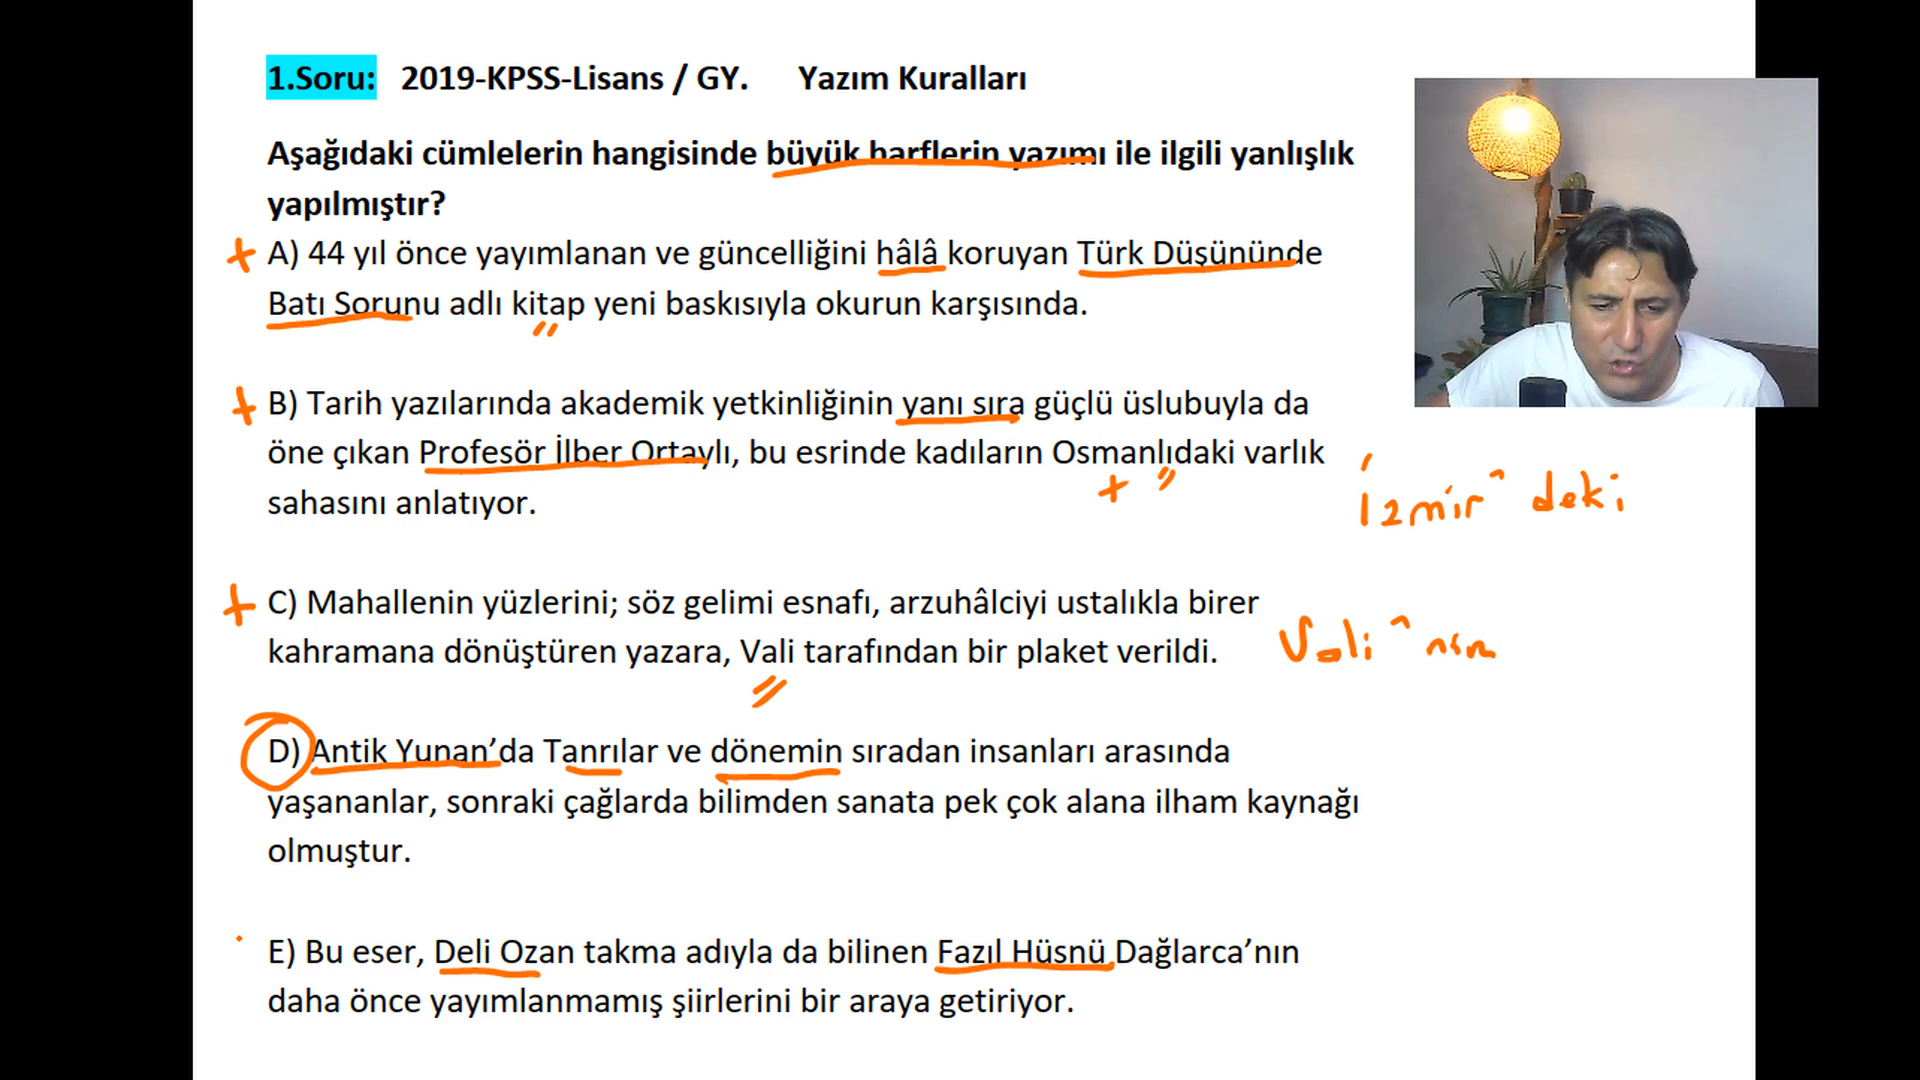 1.Soru: 2019-KPSS-Lisans / GY. Yazım Kuralları
Aşağıdaki cümlelerin hangisinde büyük harflerin yazımı ile ilgili yanlışlık
yapılmıştır?
A) 44 yıl önce yayımlanan ve güncelliğini hâlâ koruyan Türk Düşününde
Batı Sorunu adlı kitap yeni baskısıyla okurun karşısında.
B) Tarih yazılarında akademik yetkinliğinin yanı sıra güçlü üslubuyla da
öne çıkan Profesör İlber Ortaylı, bu esrinde kadıların Osmanlıdaki varlık
sahasını anlatıyor.
İzmir'deki
C) Mahallenin yüzlerini; söz gelimi esnafı, arzuhâlciyi ustalıkla birer
kahramana dönüştüren yazara, Vali tarafından bir plaket verildi.
Vali'nin
D) Antik Yunan’da Tanrılar ve dönemin sıradan insanları arasında
yaşananlar, sonraki çağlarda bilimden sanata pek çok alana ilham kaynağı
olmuştur.
E) Bu eser, Deli Ozan takma adıyla da bilinen Fazıl Hüsnü Dağlarca’nın
daha önce yayımlanmamış şiirlerini bir araya getiriyor.